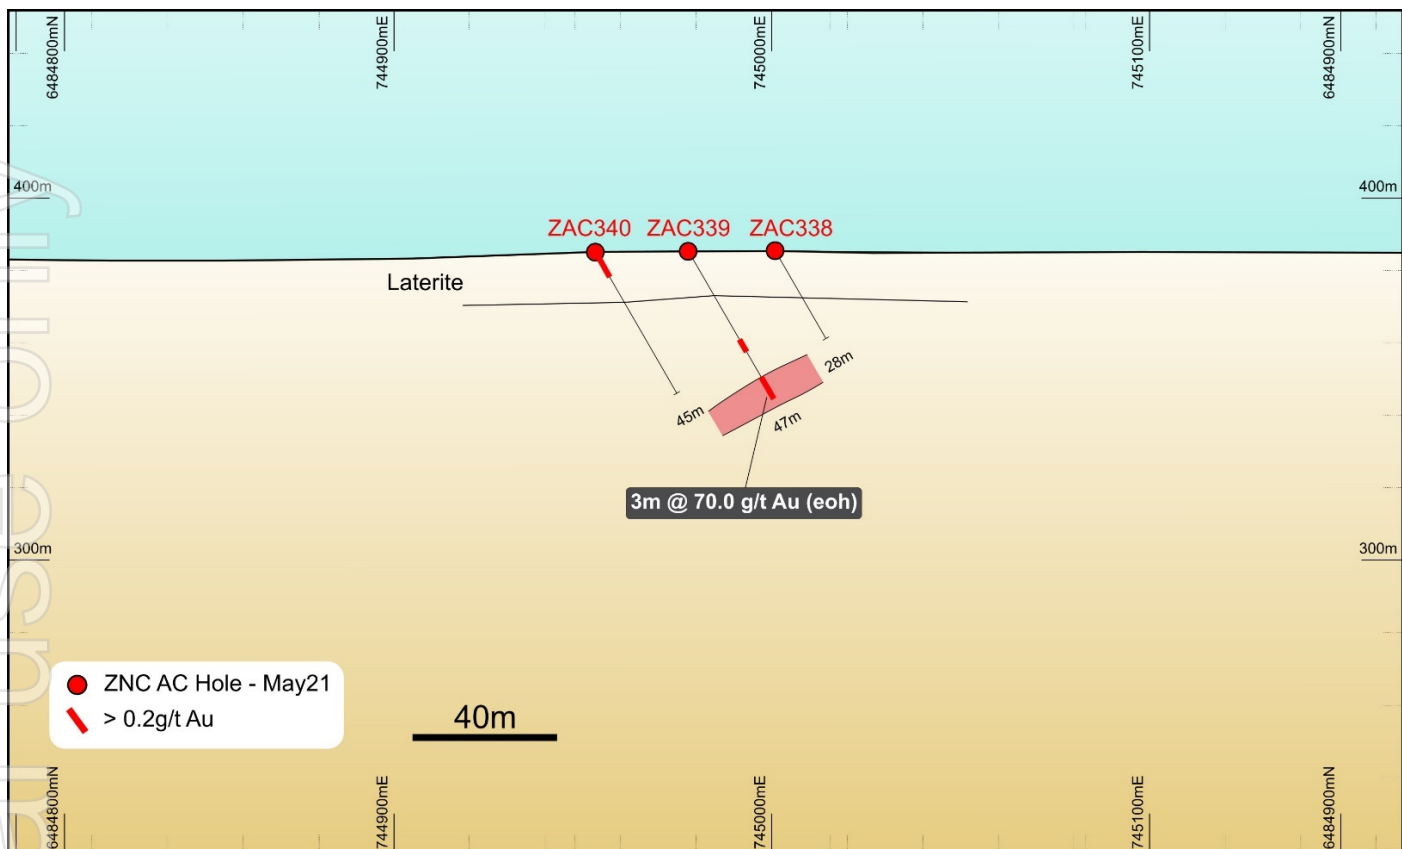 6484800mN
744900mE
745000mE
745100mE
6484900mN
400m
400m
ZAC340
ZAC339
ZAC338
Laterite
28m
45m
47m
3m @ 70.0 g/t Au (eoh)
300m
300m
ZNC AC Hole - May21
> 0.2g/t Au
40m
6484800mN
744900mE
745000mE
745100mE
6484900mN